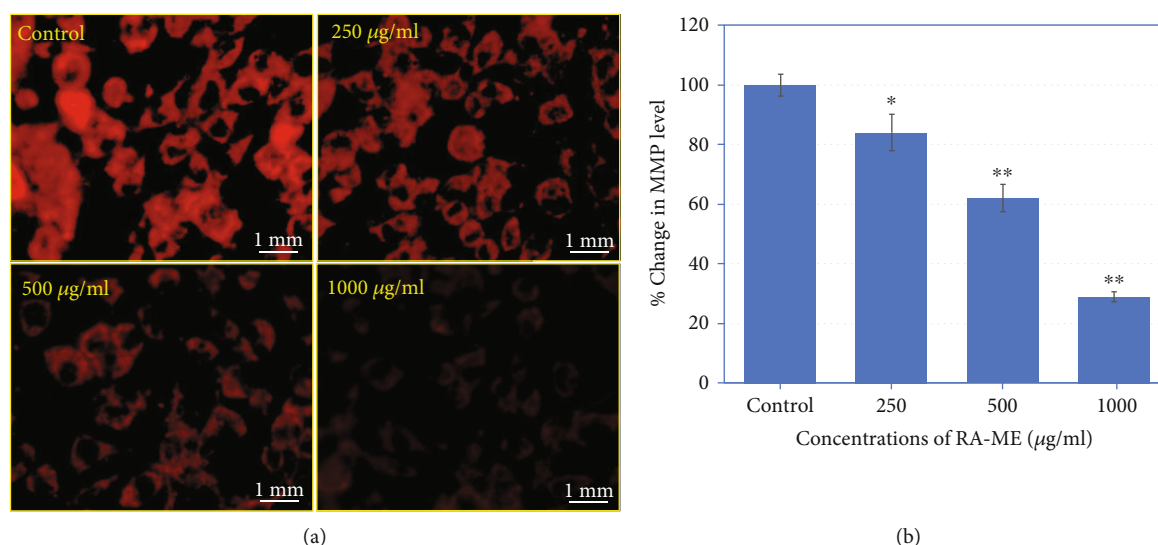 Control
250 μg/ml
1 mm
1 mm
500 μg/ml
1000 μg/ml
1 mm
1 mm
(a)
% Change in MMP level
120
100
80
60
40
20
0
*
**
**
Control 250 500 1000
Concentrations of RA-ME (μg/ml)
(b)